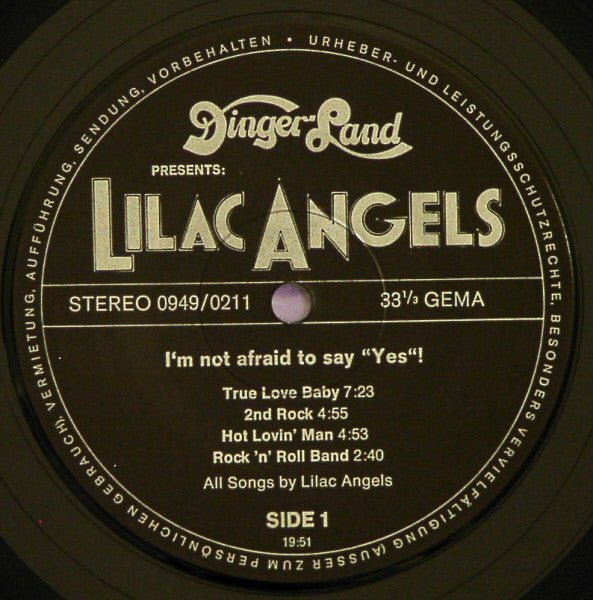 Dinger-Land
PRESENTS:
LILAC ANGELS
STEREO 0949/0211
33 1/3 GEMA
I'm not afraid to say “Yes“!
True Love Baby 7:23
2nd Rock 4:55
Hot Lovin' Man 4:53
Rock 'n' Roll Band 2:40
All Songs by Lilac Angels
SIDE 1
19:51
URHEBER- UND LEISTUNGSSCHUTZRECHTE, BESONDERS VERVIELFÄLTIGUNG (AUSSER ZUM PERSÖNLICHEN GEBRAUCH), VERMIETUNG, AUFFÜHRUNG, SENDUNG, VORBEHALTEN •